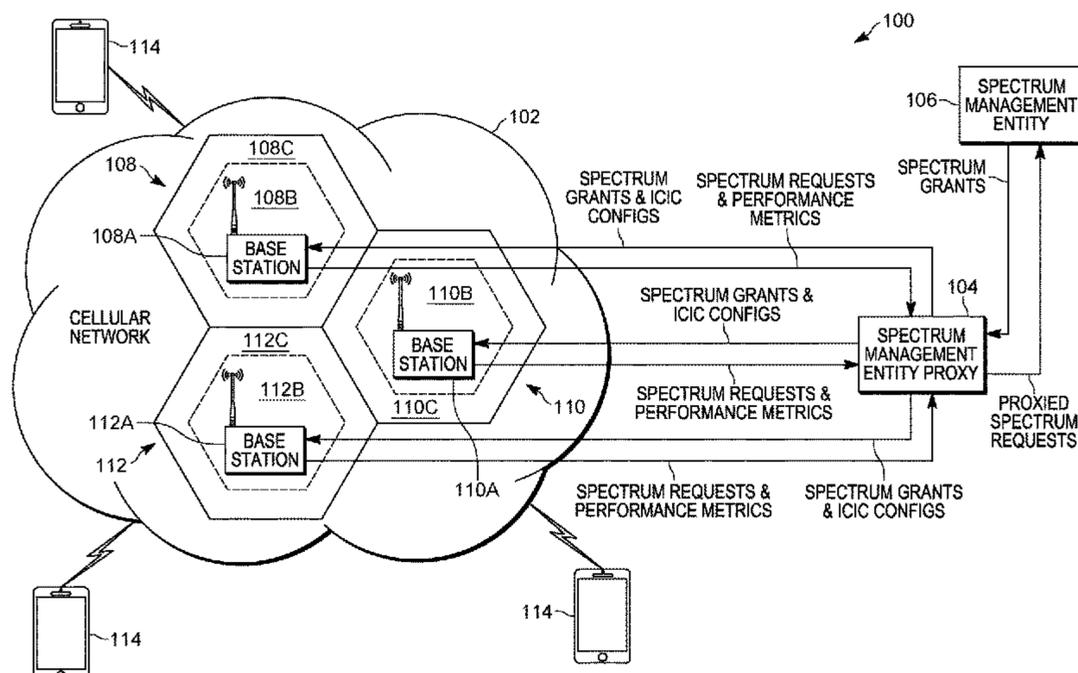 100
114
106
SPECTRUM
MANAGEMENT
ENTITY
102
108
108C
108B
108A
BASE
STATION
SPECTRUM
GRANTS & ICIC
CONFIGS
SPECTRUM REQUESTS
& PERFORMANCE
METRICS
SPECTRUM
GRANTS
CELLULAR
NETWORK
110B
BASE
STATION
110C
110
110A
SPECTRUM GRANTS &
ICIC CONFIGS
104
SPECTRUM
MANAGEMENT
ENTITY PROXY
SPECTRUM REQUESTS
& PERFORMANCE METRICS
PROXIED
SPECTRUM
REQUESTS
112C
112B
112A
BASE
STATION
112
SPECTRUM REQUESTS &
PERFORMANCE METRICS
SPECTRUM GRANTS
& ICIC CONFIGS
114
114